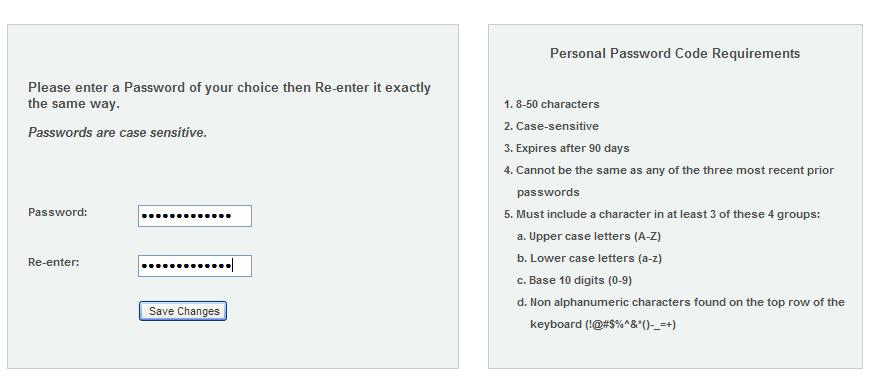 Please enter a Password of your choice then Re-enter it exactly
the same way.
Passwords are case sensitive.
Password:
•••••••••••••
Re-enter:
•••••••••••••
Save Changes
Personal Password Code Requirements
1. 8-50 characters
2. Case-sensitive
3. Expires after 90 days
4. Cannot be the same as any of the three most recent prior
passwords
5. Must include a character in at least 3 of these 4 groups:
a. Upper case letters (A-Z)
b. Lower case letters (a-z)
c. Base 10 digits (0-9)
d. Non alphanumeric characters found on the top row of the
keyboard (!@#$%^&*()-_=+)